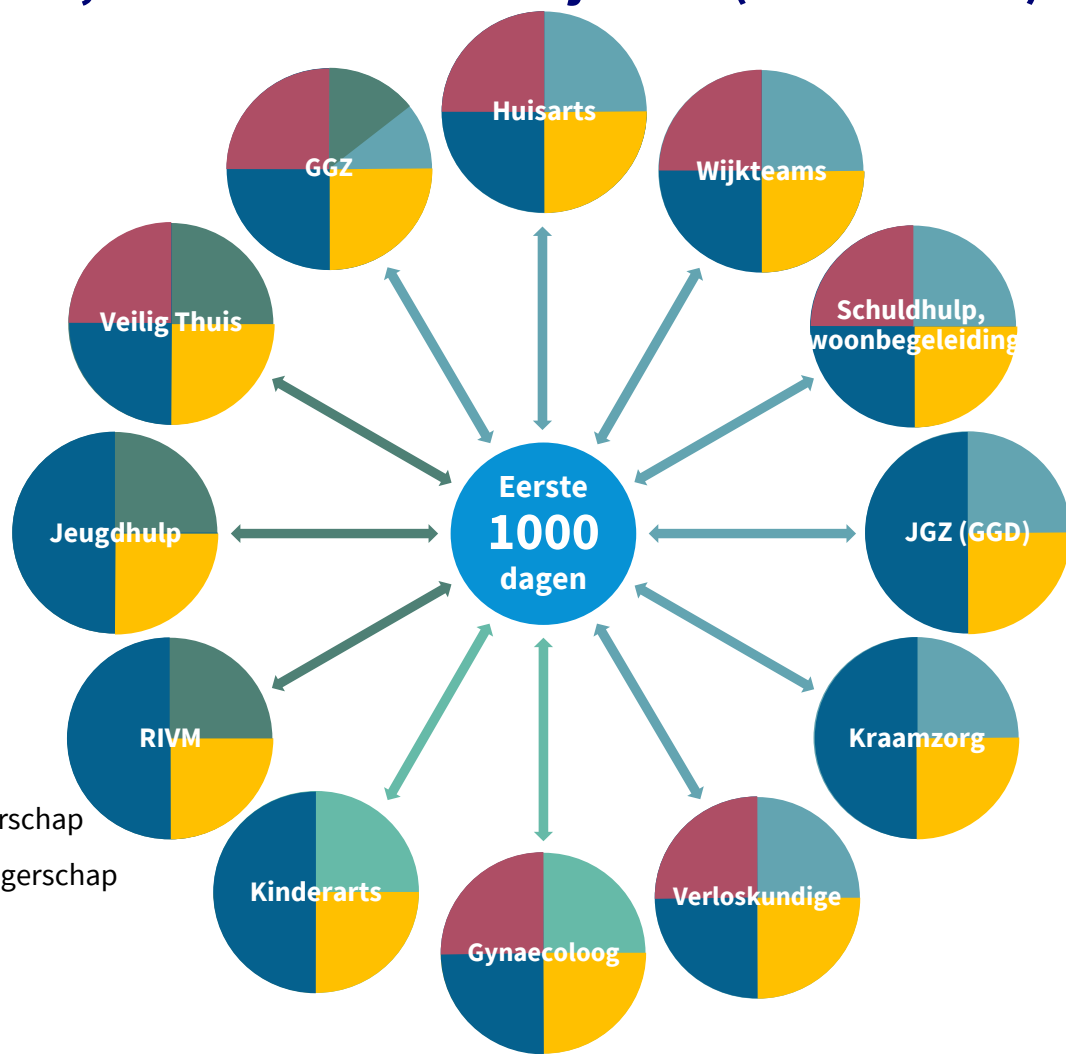 Huisarts
GGZ
Wijkteams
Veilig Thuis
Schuldhulp,
woonbegeleiding
Eerste
1000
dagen
Jeugdhulp
JGZ (GGD)
RIVM
Kraamzorg
rschap
gerschap
Kinderarts
Verloskundige
Gynaecoloog